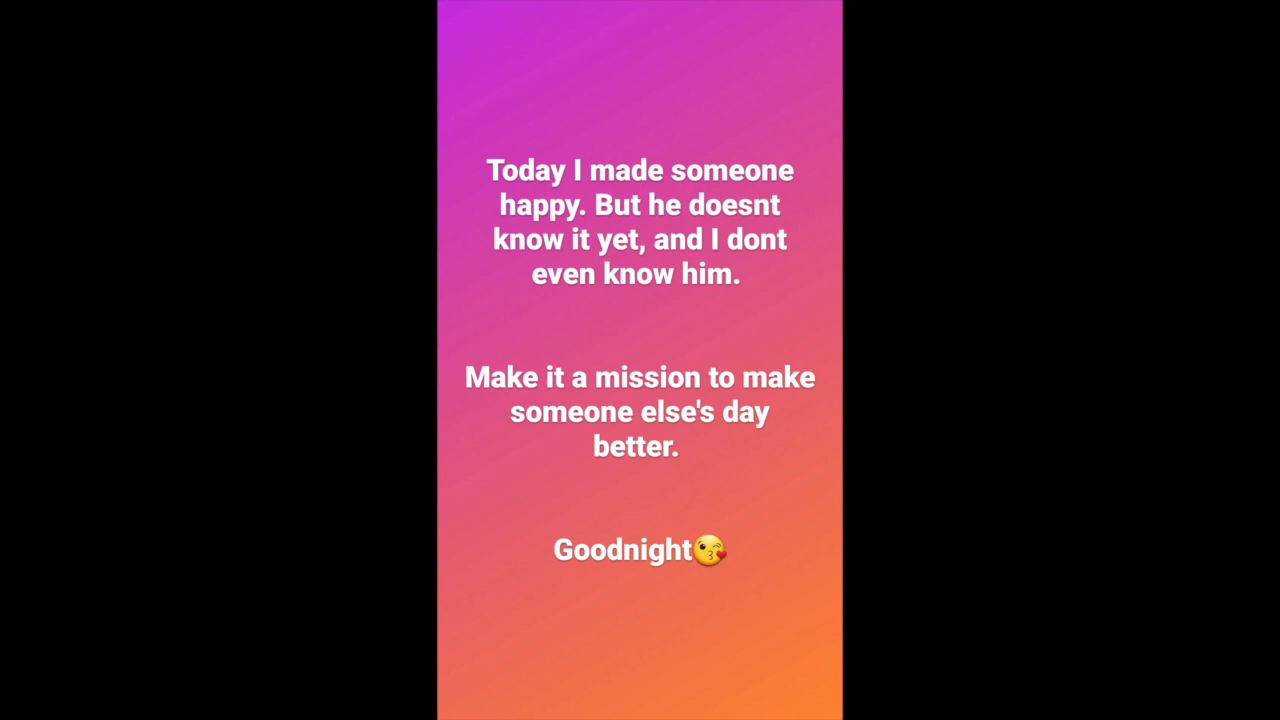 Today I made someone
happy. But he doesnt
know it yet, and I dont
even know him.
Make it a mission to make
someone else's day
better.
Goodnight😘